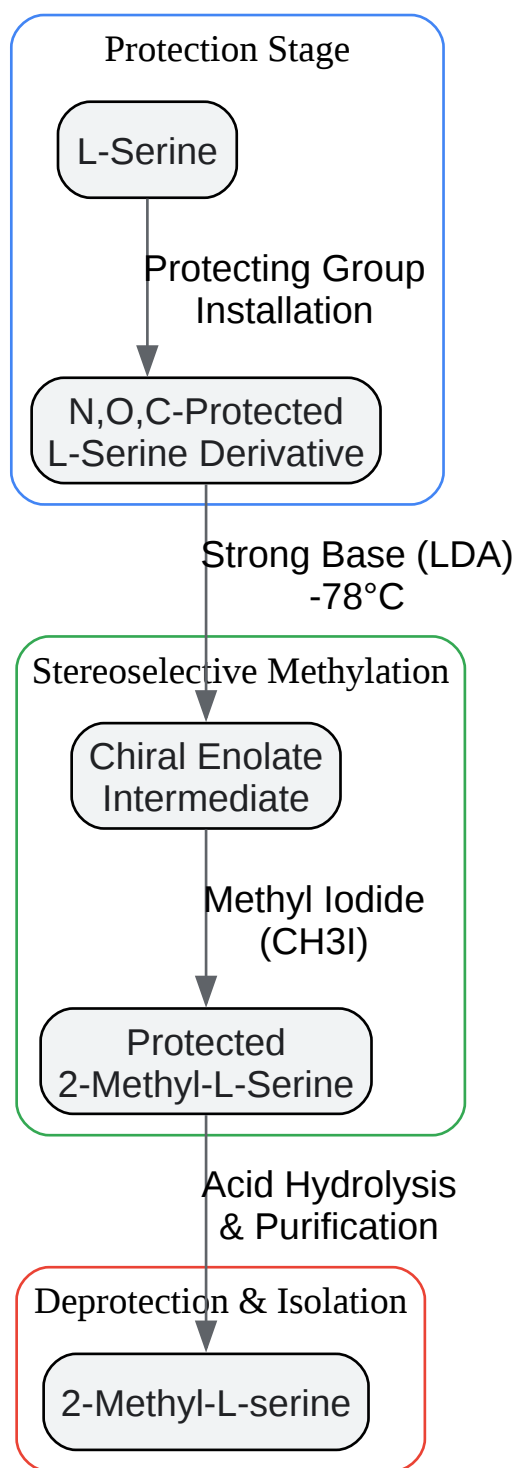 Protection Stage
L-Serine
Protecting Group
Installation
N,O,C-Protected
L-Serine Derivative
Strong Base (LDA)
-78°C
Stereoselective Methylation
Chiral Enolate
Intermediate
Methyl Iodide
(CH3I)
Protected
2-Methyl-L-Serine
Acid Hydrolysis
& Purification
Deprotection & Isolation
2-Methyl-L-serine